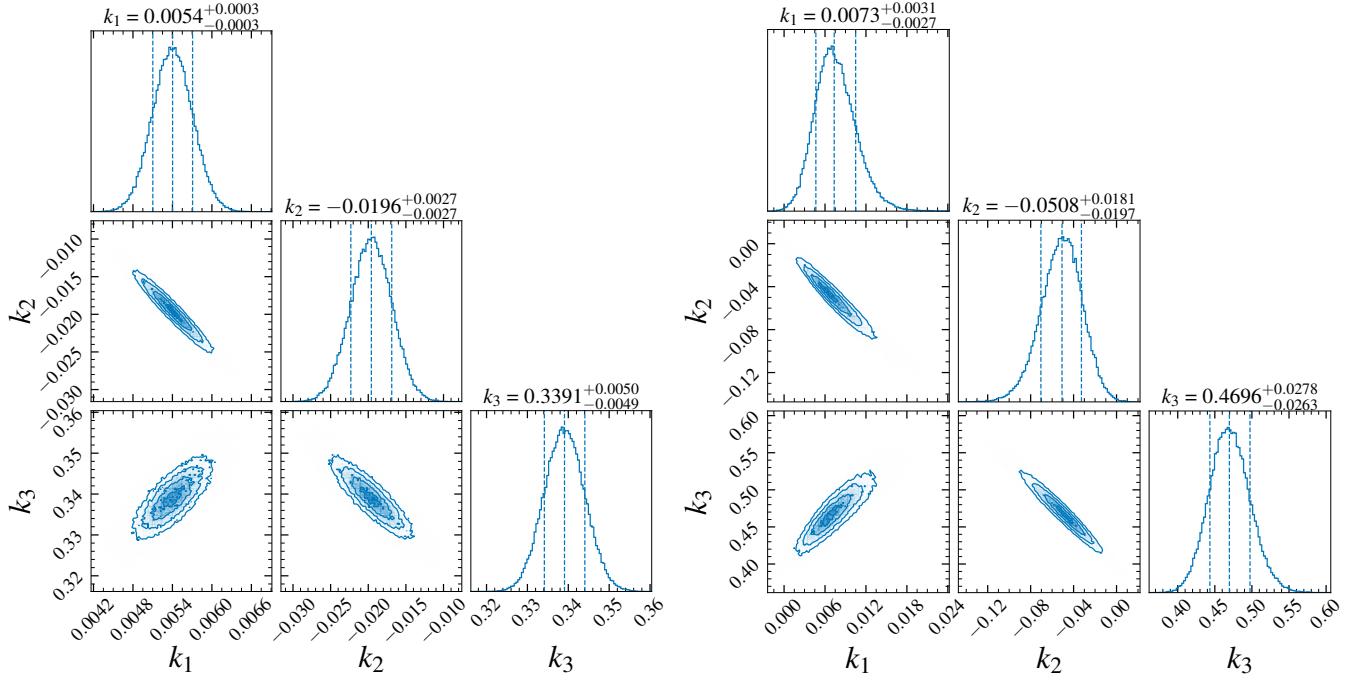 k₁ = 0.0054 +0.0003 −0.0003
k₁ = 0.0073 +0.0031 −0.0027
k₂ = −0.0196 +0.0027 −0.0027
k₂ = −0.0508 +0.0181 −0.0197
k₂
−0.010
−0.015
−0.020
−0.025
−0.030
k₂
0.00
−0.04
−0.08
−0.12
k₃ = 0.3391 +0.0050 −0.0049
k₃ = 0.4696 +0.0278 −0.0263
k₃
0.36
0.35
0.34
0.33
0.32
k₃
0.60
0.55
0.50
0.45
0.40
0.0042 0.0048 0.0054 0.0060 0.0066
−0.030 −0.025 −0.020 −0.015 −0.010
0.32 0.33 0.34 0.35 0.36
0.000 0.006 0.012 0.018 0.024
−0.12 −0.08 −0.04 0.00
0.40 0.45 0.50 0.55 0.60
k₁ k₂ k₃
k₁ k₂ k₃